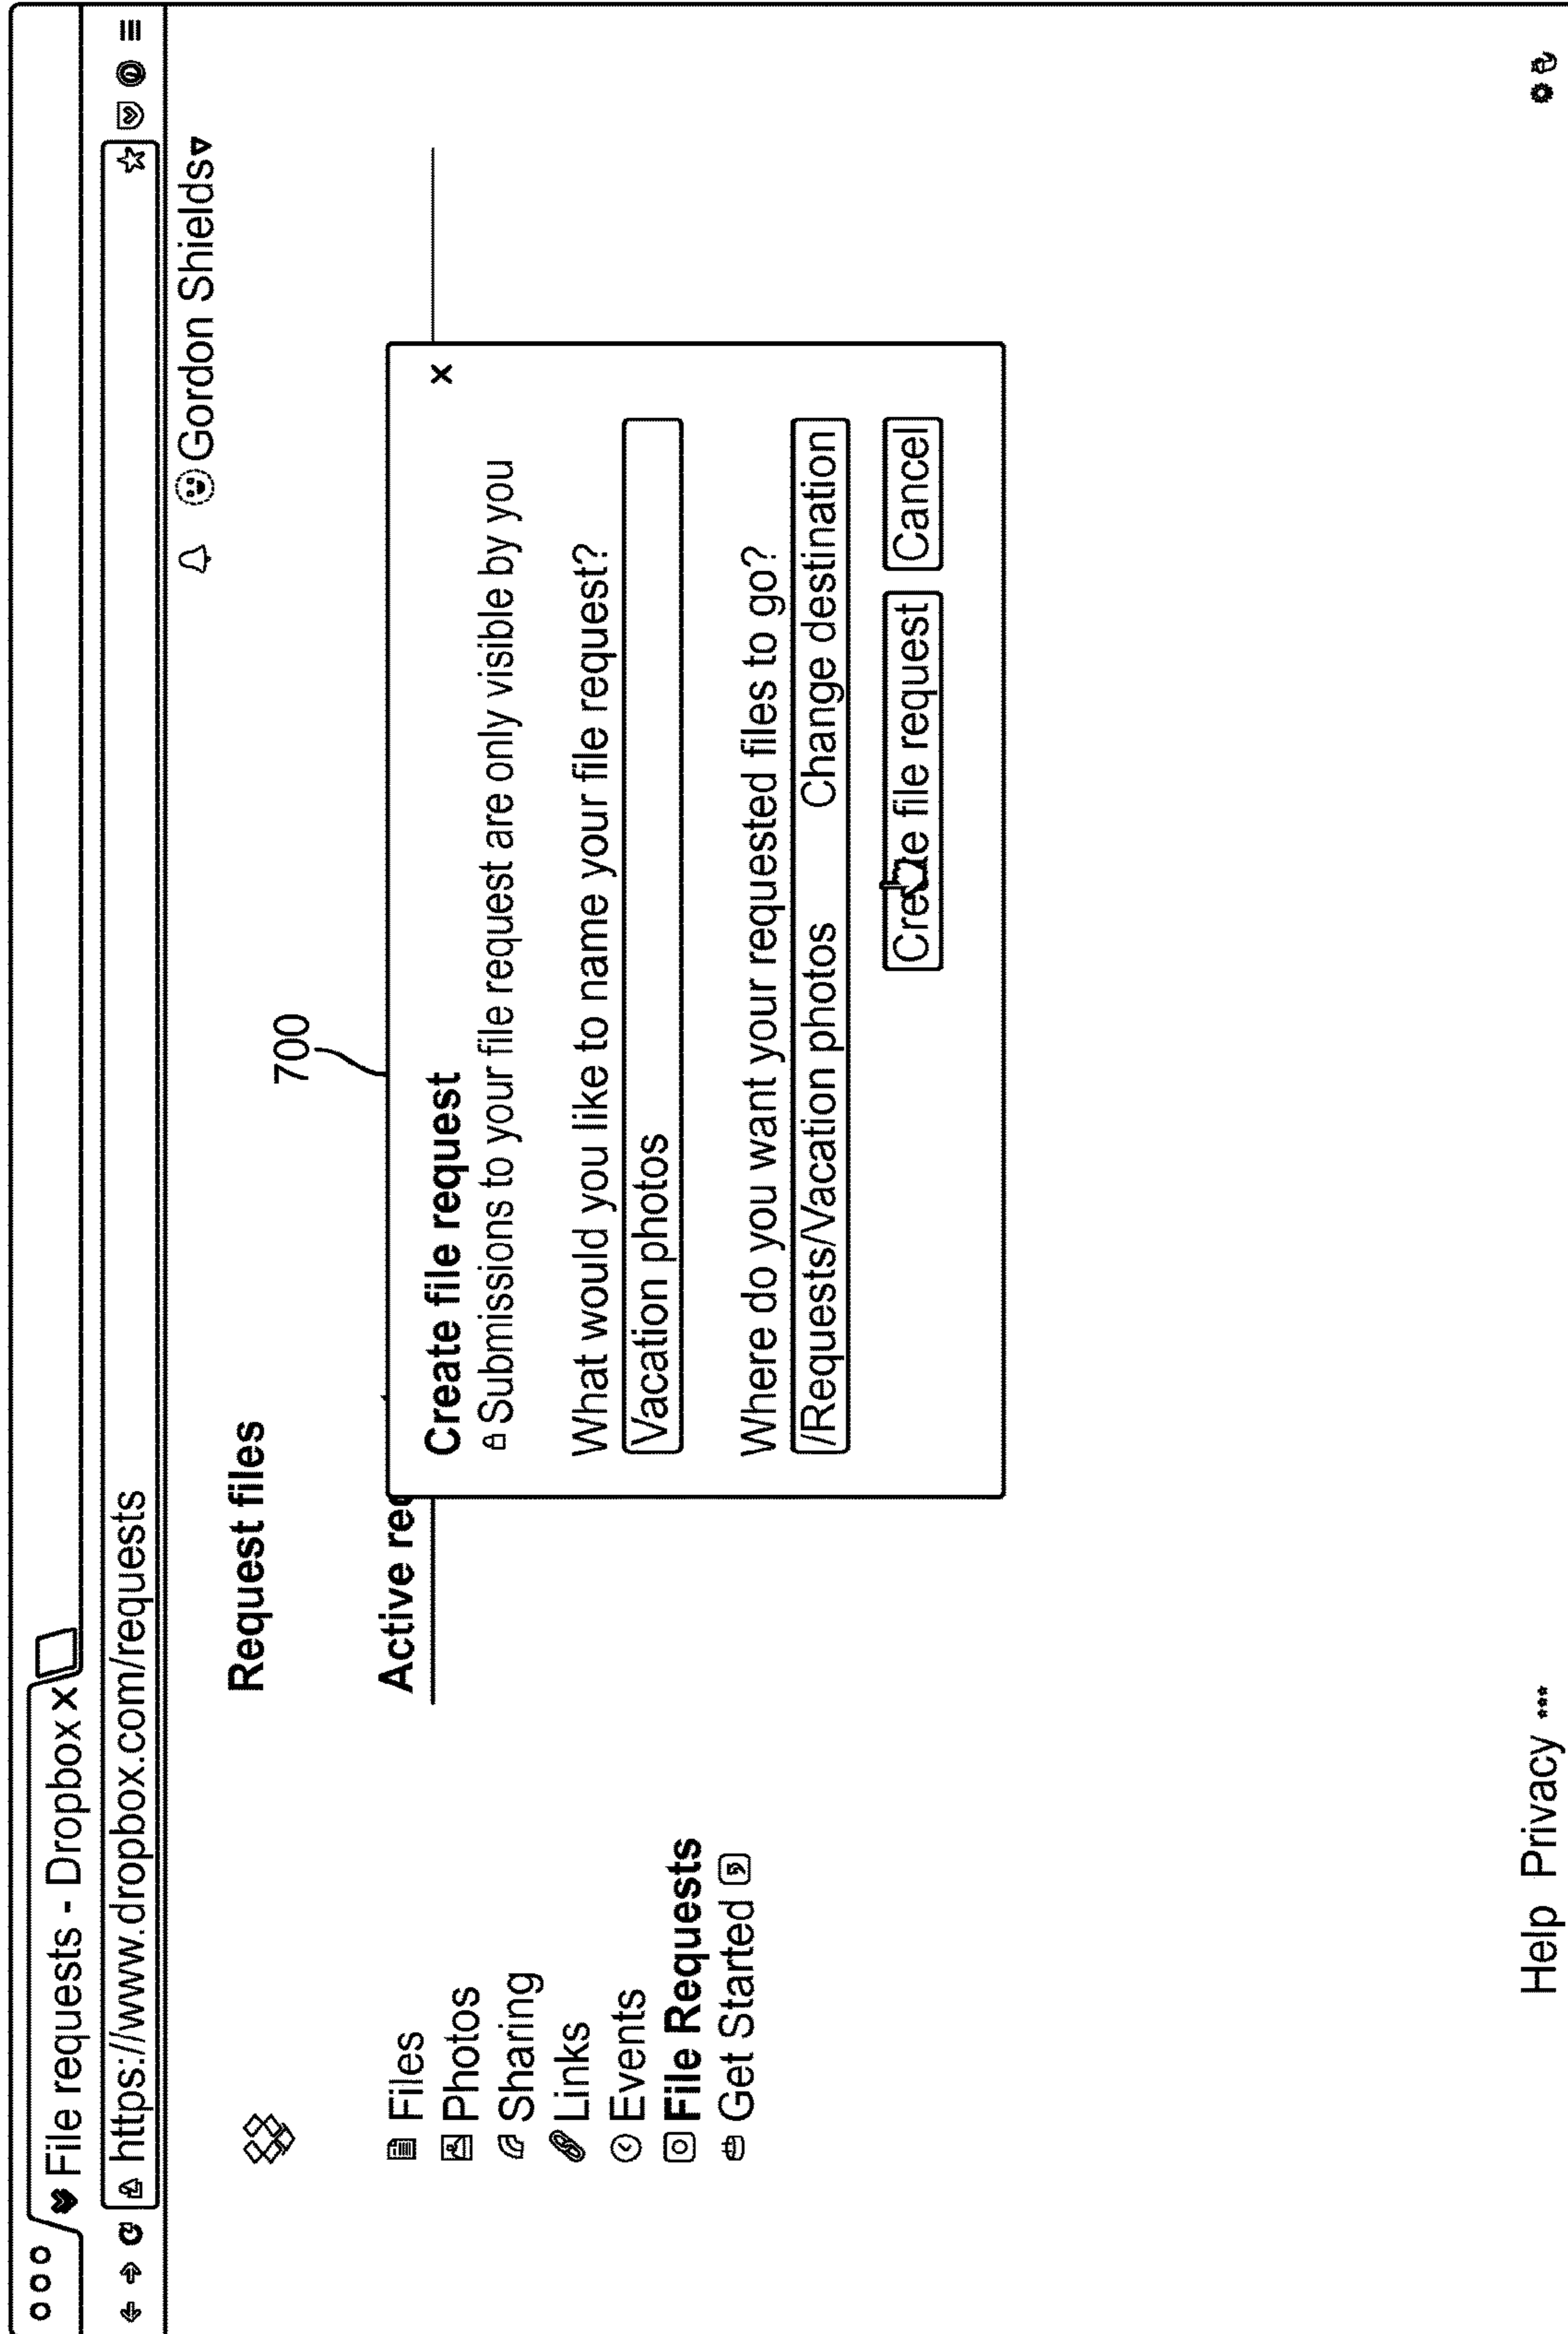 File requests - Dropbox X
https://www.dropbox.com/requests
Gordon Shields
Request files
700
Active rec
Files
Photos
Sharing
Links
Events
File Requests
Get Started
Create file request
x
Submissions to your file request are only visible by you
What would you like to name your file request?
Vacation photos
Where do you want your requested files to go?
/Requests/Vacation photos Change destination
Create file request Cancel
Help Privacy ***